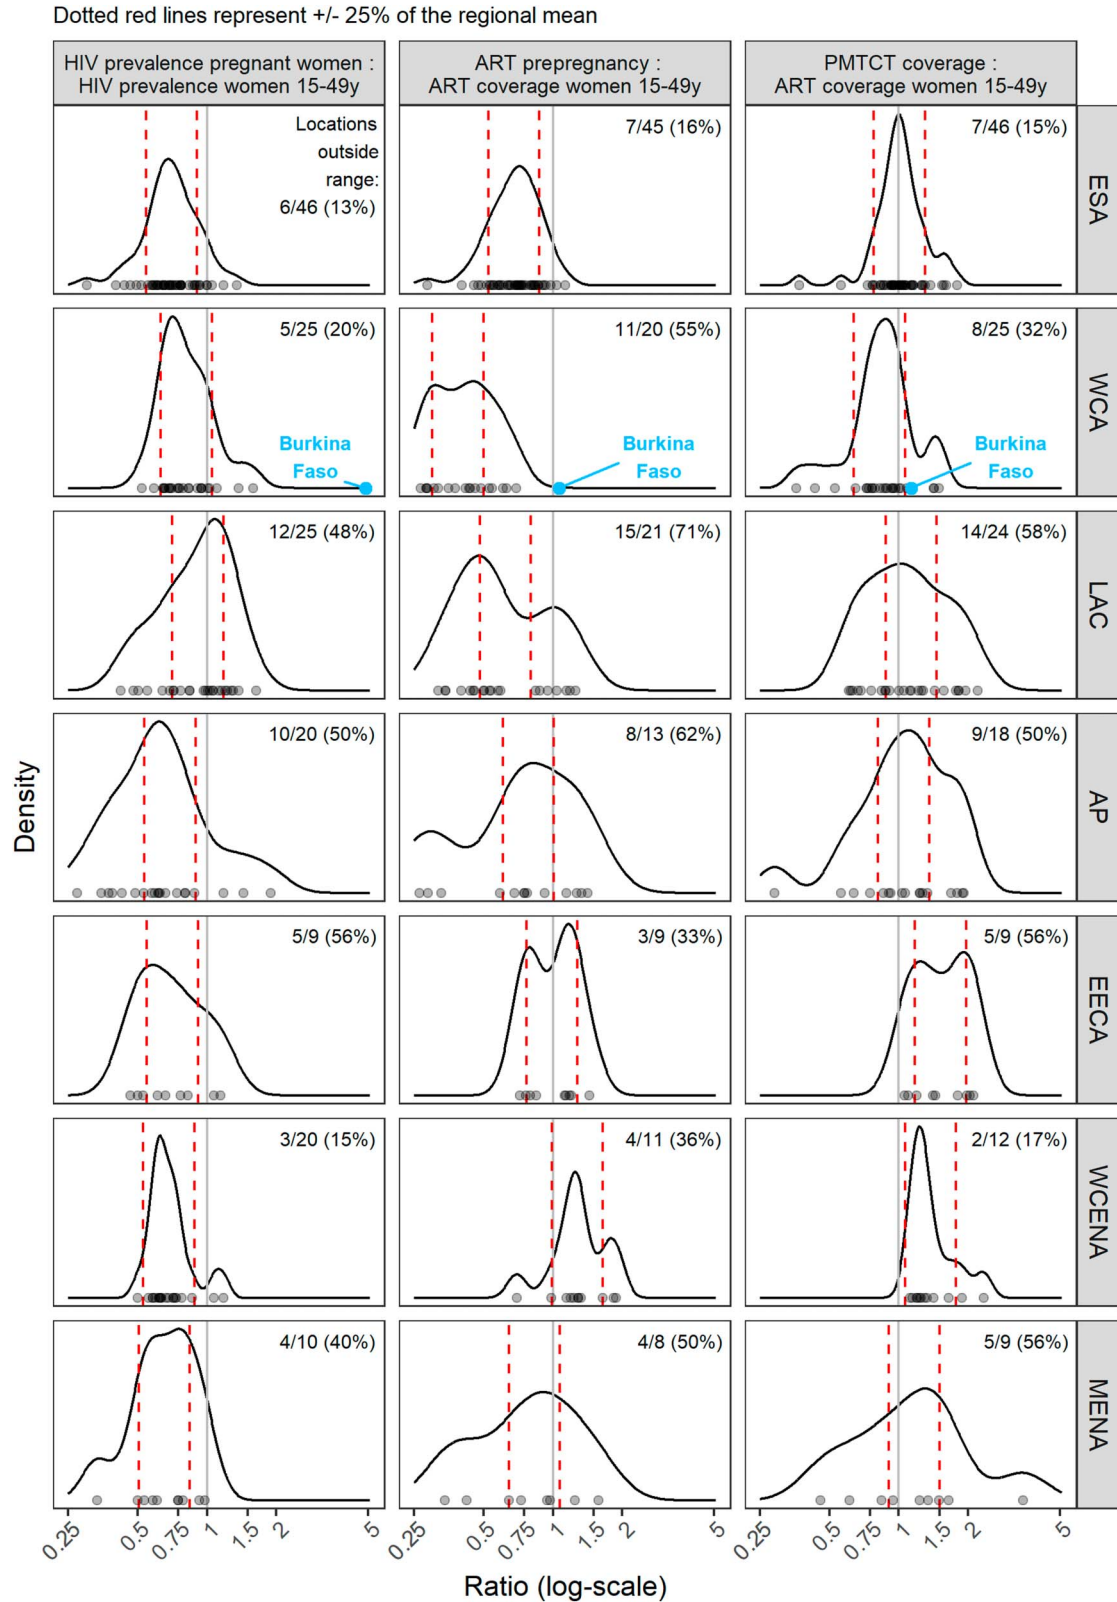 Dotted red lines represent +/- 25% of the regional mean
HIV prevalence pregnant women :
HIV prevalence women 15-49y
ART prepregnancy :
ART coverage women 15-49y
PMTCT coverage :
ART coverage women 15-49y
Locations
outside
range:
6/46 (13%)
7/45 (16%)
7/46 (15%)
ESA
5/25 (20%)
11/20 (55%)
8/25 (32%)
WCA
Burkina
Faso
Burkina
Faso
Burkina
Faso
12/25 (48%)
15/21 (71%)
14/24 (58%)
LAC
10/20 (50%)
8/13 (62%)
9/18 (50%)
AP
Density
5/9 (56%)
3/9 (33%)
5/9 (56%)
EECA
3/20 (15%)
4/11 (36%)
2/12 (17%)
WCENA
4/10 (40%)
4/8 (50%)
5/9 (56%)
MENA
0.25 0.5 0.75 1 1.5 2 5
0.25 0.5 0.75 1 1.5 2 5
0.25 0.5 0.75 1 1.5 2 5
Ratio (log-scale)